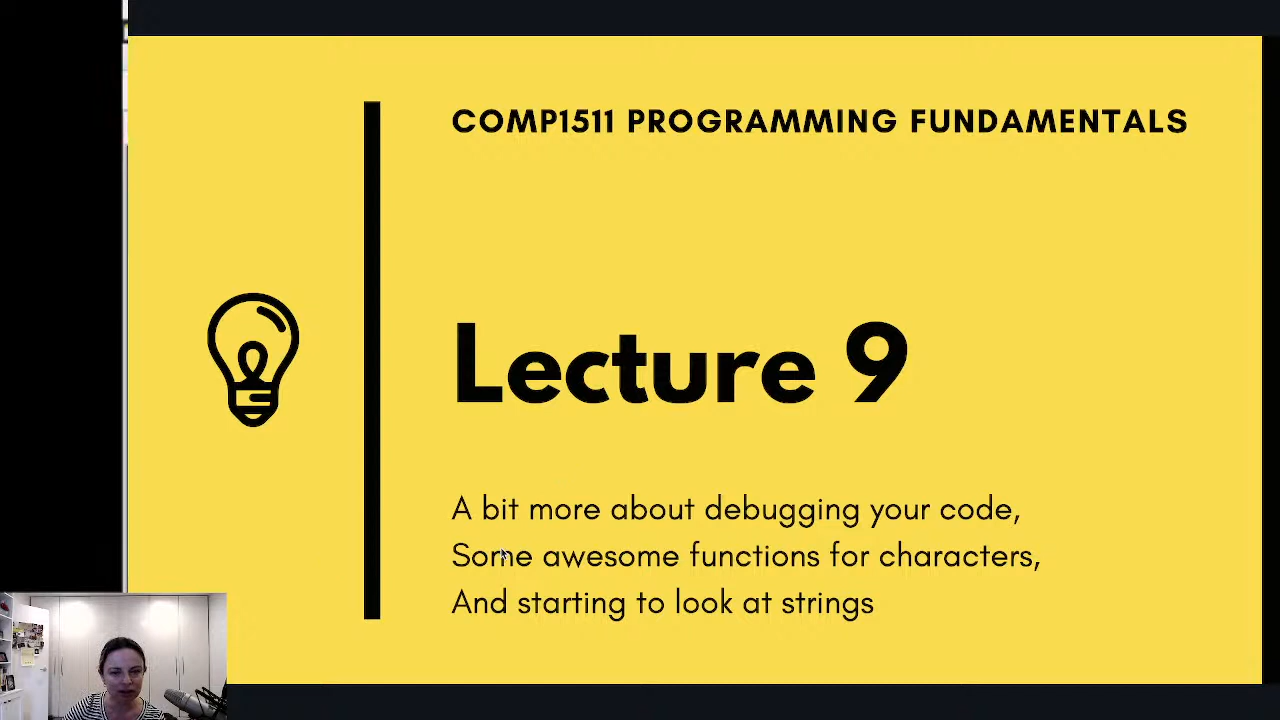 COMP1511 PROGRAMMING FUNDAMENTALS
Lecture 9
A bit more about debugging your code,
Some awesome functions for characters,
And starting to look at strings